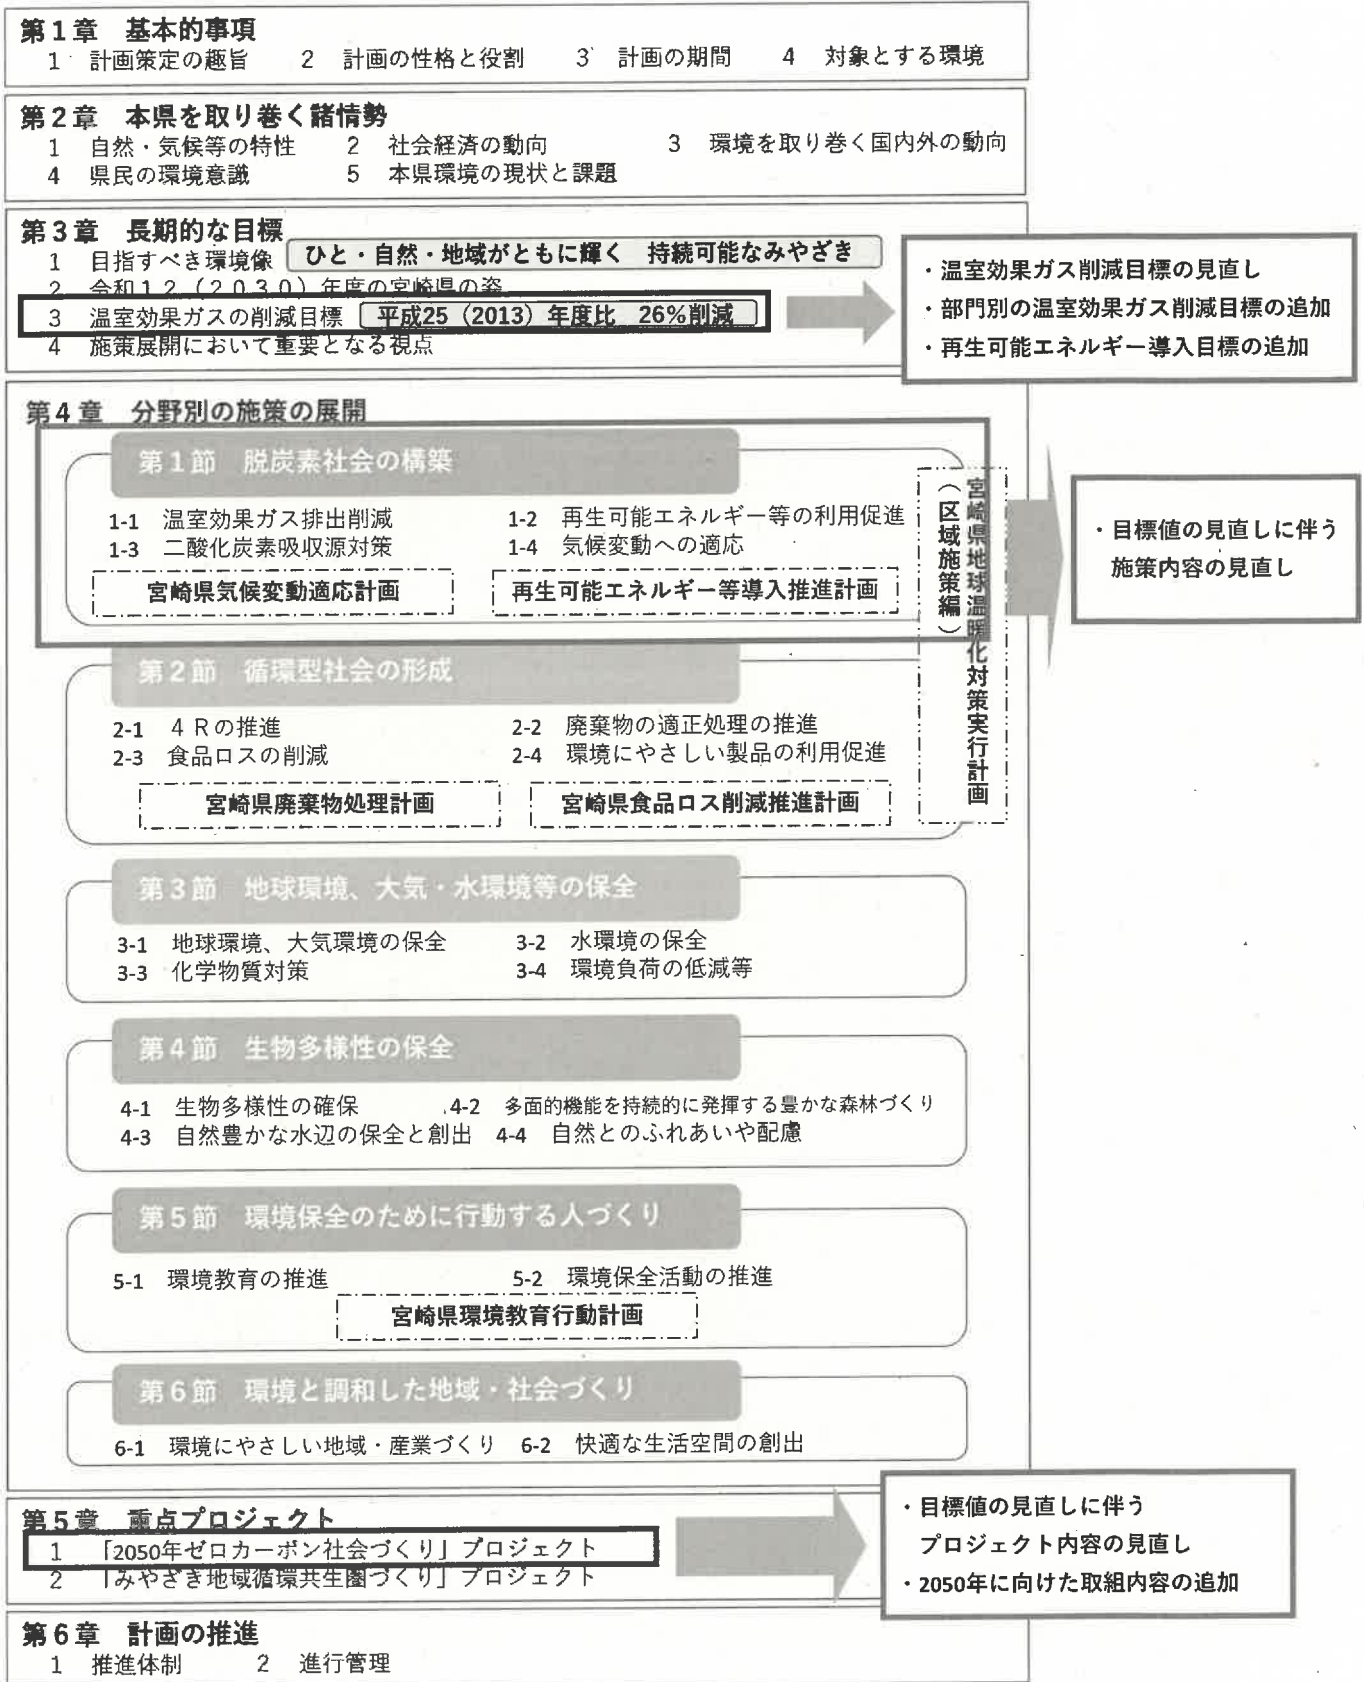 第1章 基本的事項
1 計画策定の趣旨 2 計画の性格と役割 3 計画の期間 4 対象とする環境
第2章 本県を取り巻く諸情勢
1 自然・気候等の特性 2 社会経済の動向 3 環境を取り巻く国内外の動向
4 県民の環境意識 5 本県環境の現状と課題
第3章 長期的な目標
1 目指すべき環境像 ひと・自然・地域がともに輝く 持続可能なみやざき
2 令和12(2030)年度の宮崎県の姿
3 温室効果ガスの削減目標 平成25(2013)年度比 26%削減
4 施策展開において重要となる視点
・温室効果ガス削減目標の見直し
・部門別の温室効果ガス削減目標の追加
・再生可能エネルギー導入目標の追加
第4章 分野別の施策の展開
第1節 脱炭素社会の構築
1-1 温室効果ガス排出削減 1-2 再生可能エネルギー等の利用促進
1-3 二酸化炭素吸収源対策 1-4 気候変動への適応
宮崎県気候変動適応計画 再生可能エネルギー等導入推進計画
宮崎県地球温暖化対策実行計画
(区域施策編)
・目標値の見直しに伴う
施策内容の見直し
第2節 循環型社会の形成
2-1 4Rの推進 2-2 廃棄物の適正処理の推進
2-3 食品ロスの削減 2-4 環境にやさしい製品の利用促進
宮崎県廃棄物処理計画 宮崎県食品ロス削減推進計画
第3節 地球環境、大気・水環境等の保全
3-1 地球環境、大気環境の保全 3-2 水環境の保全
3-3 化学物質対策 3-4 環境負荷の低減等
第4節 生物多様性の保全
4-1 生物多様性の確保 4-2 多面的機能を持続的に発揮する豊かな森林づくり
4-3 自然豊かな水辺の保全と創出 4-4 自然とのふれあいや配慮
第5節 環境保全のために行動する人づくり
5-1 環境教育の推進 5-2 環境保全活動の推進
宮崎県環境教育行動計画
第6節 環境と調和した地域・社会づくり
6-1 環境にやさしい地域・産業づくり 6-2 快適な生活空間の創出
第5章 重点プロジェクト
1 「2050年ゼロカーボン社会づくり」プロジェクト
2 「みやざき地域循環共生圏づくり」プロジェクト
・目標値の見直しに伴う
プロジェクト内容の見直し
・2050年に向けた取組内容の追加
第6章 計画の推進
1 推進体制 2 進行管理